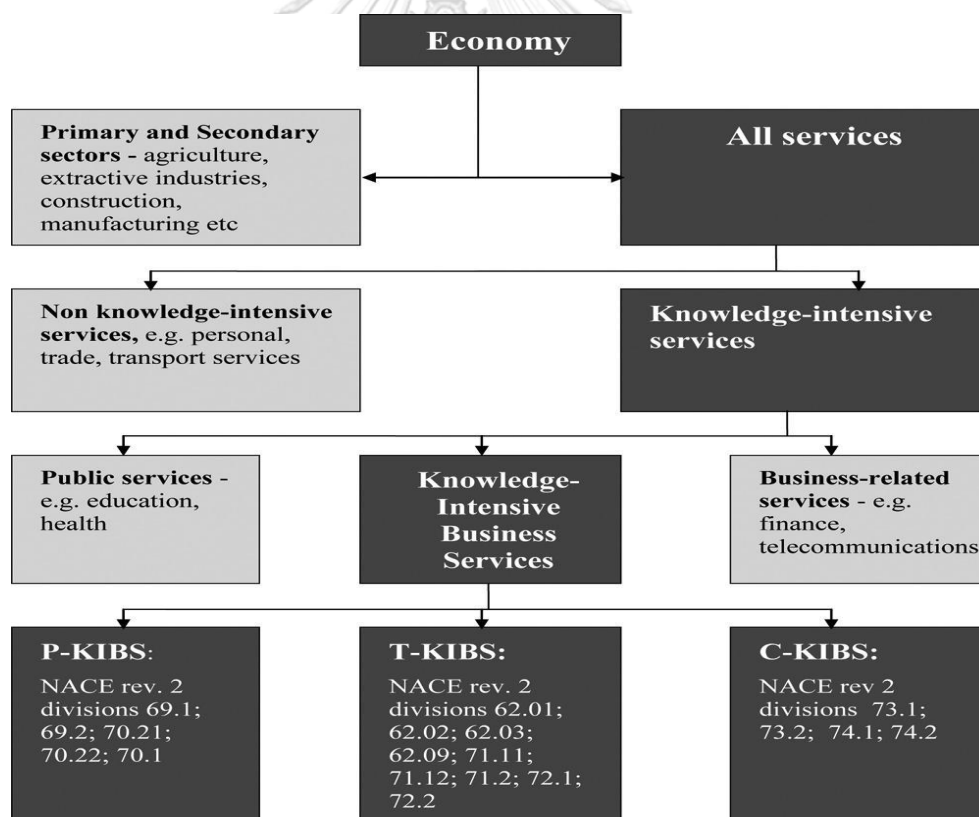 Economy
Primary and Secondary
sectors - agriculture,
extractive industries,
construction,
manufacturing etc
All services
Non knowledge-intensive
services, e.g. personal,
trade, transport services
Knowledge-intensive
services
Public services -
e.g. education,
health
Knowledge-
Intensive
Business
Services
Business-related
services - e.g.
finance,
telecommunications
P-KIBS:
NACE rev. 2
divisions 69.1;
69.2; 70.21;
70.22; 70.1
T-KIBS:
NACE rev. 2
divisions 62.01;
62.02; 62.03;
62.09; 71.11;
71.12; 71.2; 72.1;
72.2
C-KIBS:
NACE rev 2
divisions 73.1;
73.2; 74.1; 74.2